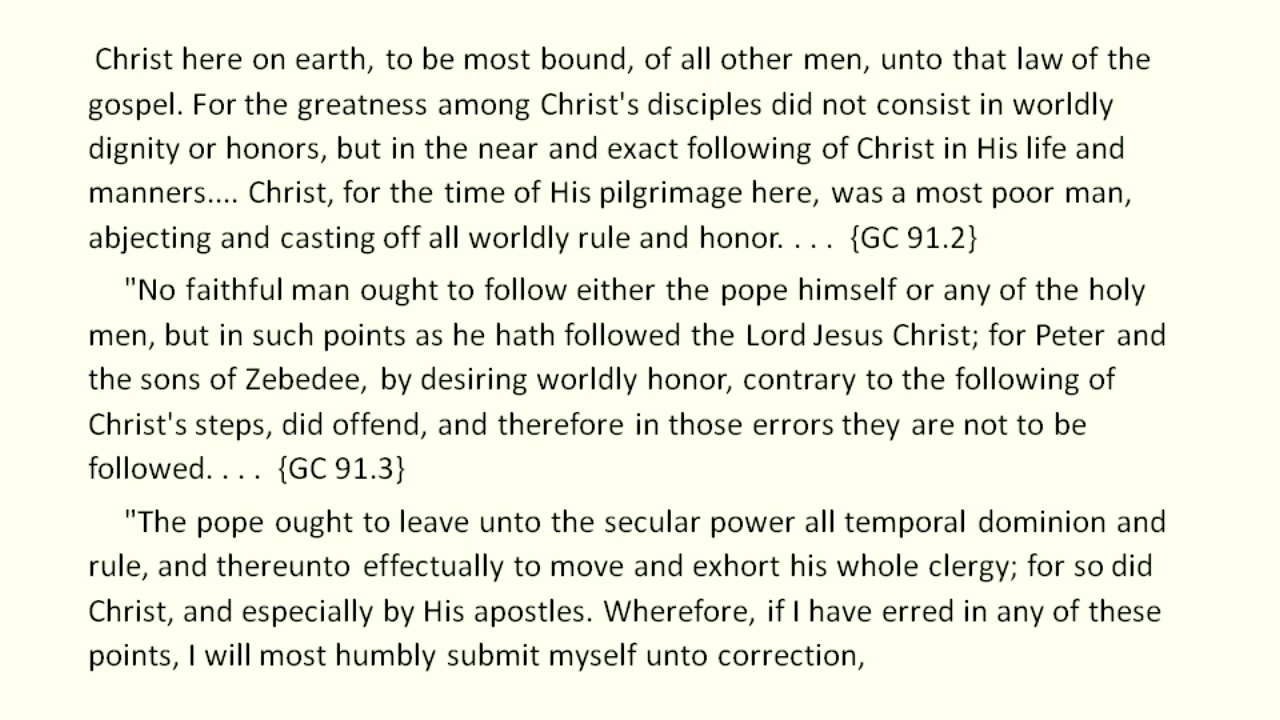 Christ here on earth, to be most bound, of all other men, unto that law of the
gospel. For the greatness among Christ's disciples did not consist in worldly
dignity or honors, but in the near and exact following of Christ in His life and
manners.... Christ, for the time of His pilgrimage here, was a most poor man,
abjecting and casting off all worldly rule and honor. . . . {GC 91.2}
"No faithful man ought to follow either the pope himself or any of the holy
men, but in such points as he hath followed the Lord Jesus Christ; for Peter and
the sons of Zebedee, by desiring worldly honor, contrary to the following of
Christ's steps, did offend, and therefore in those errors they are not to be
followed. . . . {GC 91.3}
"The pope ought to leave unto the secular power all temporal dominion and
rule, and thereunto effectually to move and exhort his whole clergy; for so did
Christ, and especially by His apostles. Wherefore, if I have erred in any of these
points, I will most humbly submit myself unto correction,